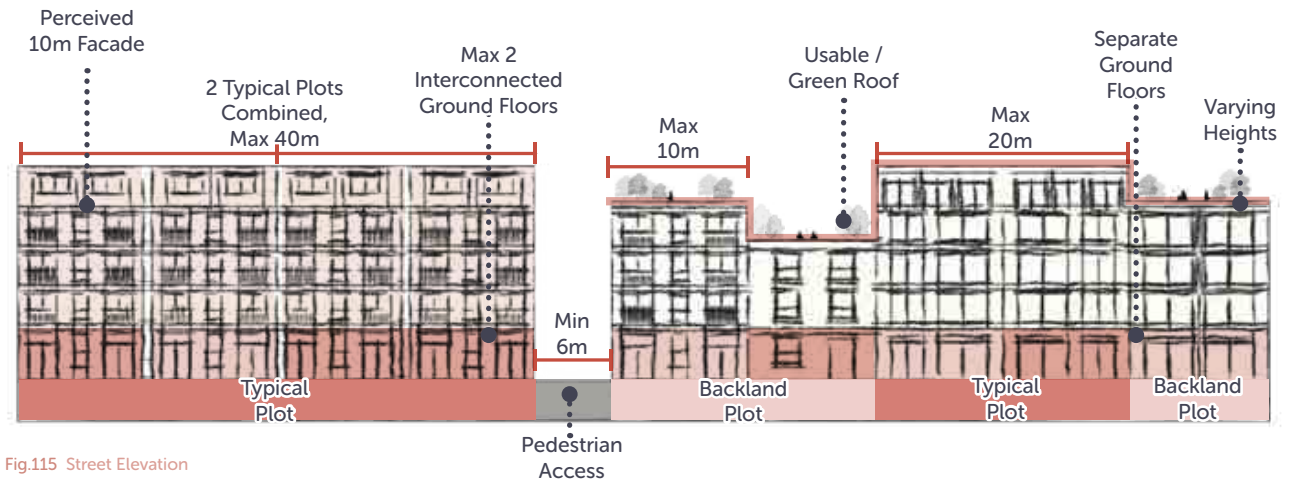 Perceived
10m Facade
2 Typical Plots
Combined,
Max 40m
Max 2
Interconnected
Ground Floors
Max
10m
Usable /
Green Roof
Max
20m
Separate
Ground
Floors
Varying
Heights
Min
6m
Typical
Plot
Backland
Plot
Typical
Plot
Backland
Plot
Pedestrian
Access
Fig.115 Street Elevation